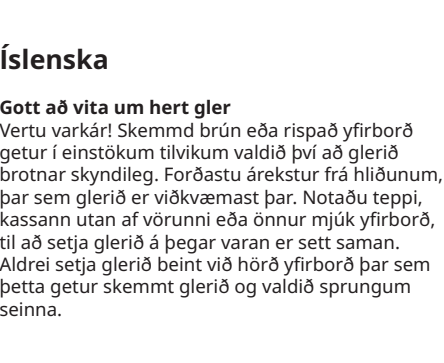 Íslenska
Gott að vita um hert gler
Vertu varkár! Skemmd brún eða rispað yfirborð
getur í einstökum tilvikum valdið því að glerið
brotnar skyndileg. Forðastu árekstur frá hliðunum,
þar sem glerið er viðkvæmast þar. Notaðu teppi,
kassann utan af vörunni eða önnur mjúk yfirborð,
til að setja glerið á þegar varan er sett saman.
Aldrei setja glerið beint við hörð yfirborð þar sem
þetta getur skemmt glerið og valdið sprungum
seinna.